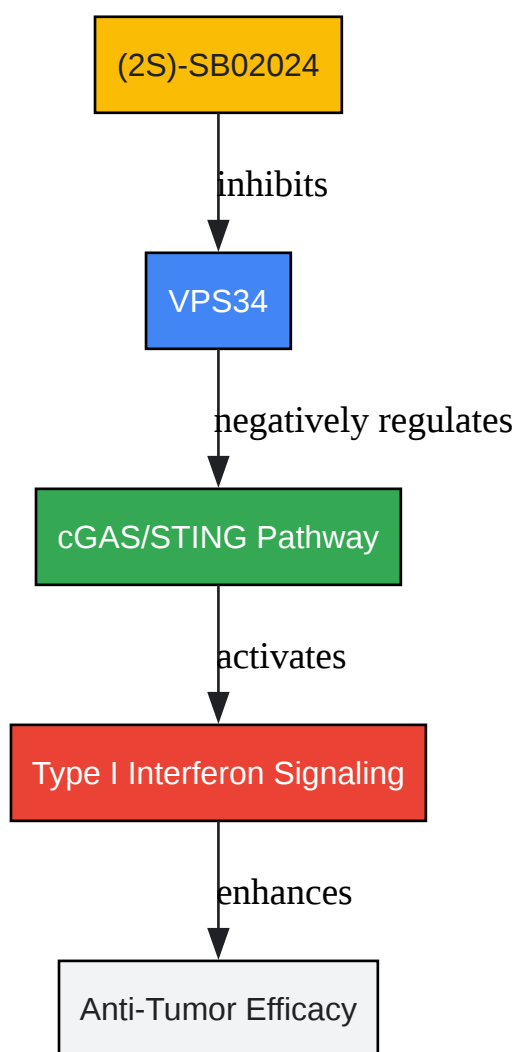 (2S)-SB02024
inhibits
VPS34
negatively regulates
cGAS/STING Pathway
activates
Type I Interferon Signaling
enhances
Anti-Tumor Efficacy